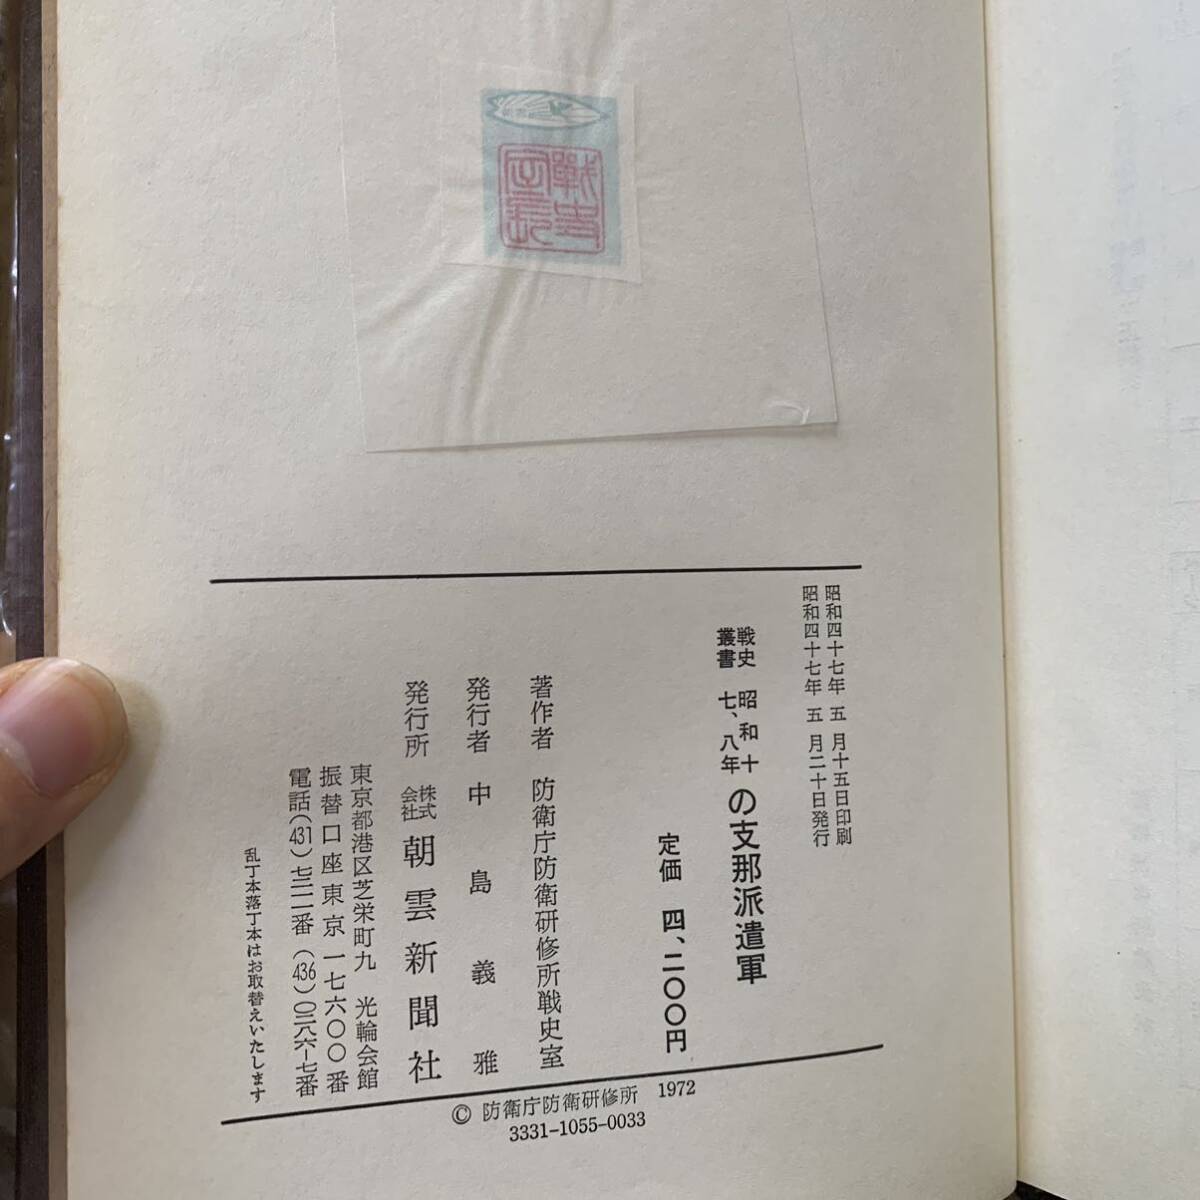 戦史室長
昭和四十七年 五 月十五日印刷
昭和四十七年 五 月二十日発行
戦史叢書 昭和十七、八年の支那派遣軍
定価 四、二〇〇円
著作者 防衛庁防衛研修所戦史室
発行者 中島義雅
発行所 株式会社 朝雲新聞社
東京都港区芝栄町九 光輪会館
振替口座東京 一七六〇〇番
電話(431)七二二一番 (436)〇三八六-七番
乱丁本落丁本はお取替えいたします
© 防衛庁防衛研修所 1972
3331-1055-0033